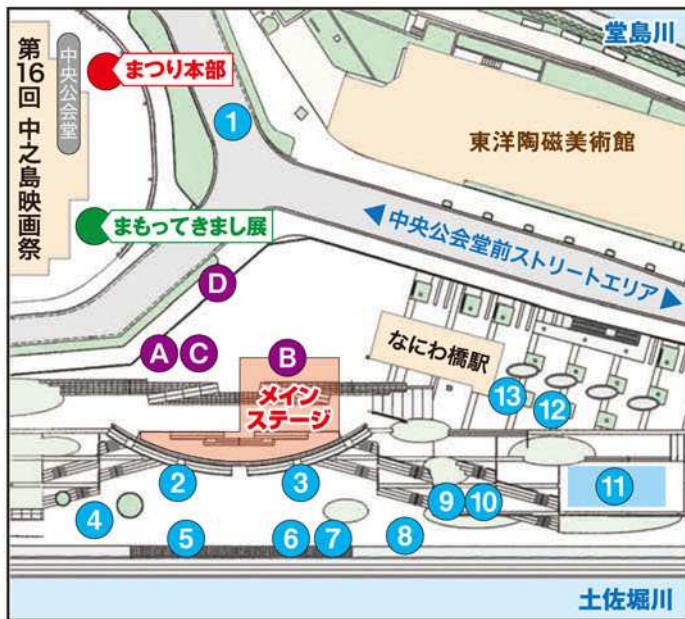 堂島川
第16回 中之島映画祭
中央公会堂
まつり本部
1
東洋陶磁美術館
まもってきまし展
◀中央公会堂前ストリートエリア▶
D
A
C
B
なにわ橋駅
メイン
ステージ
13
12
2
3
4
5
6
7
8
9
10
11
土佐堀川